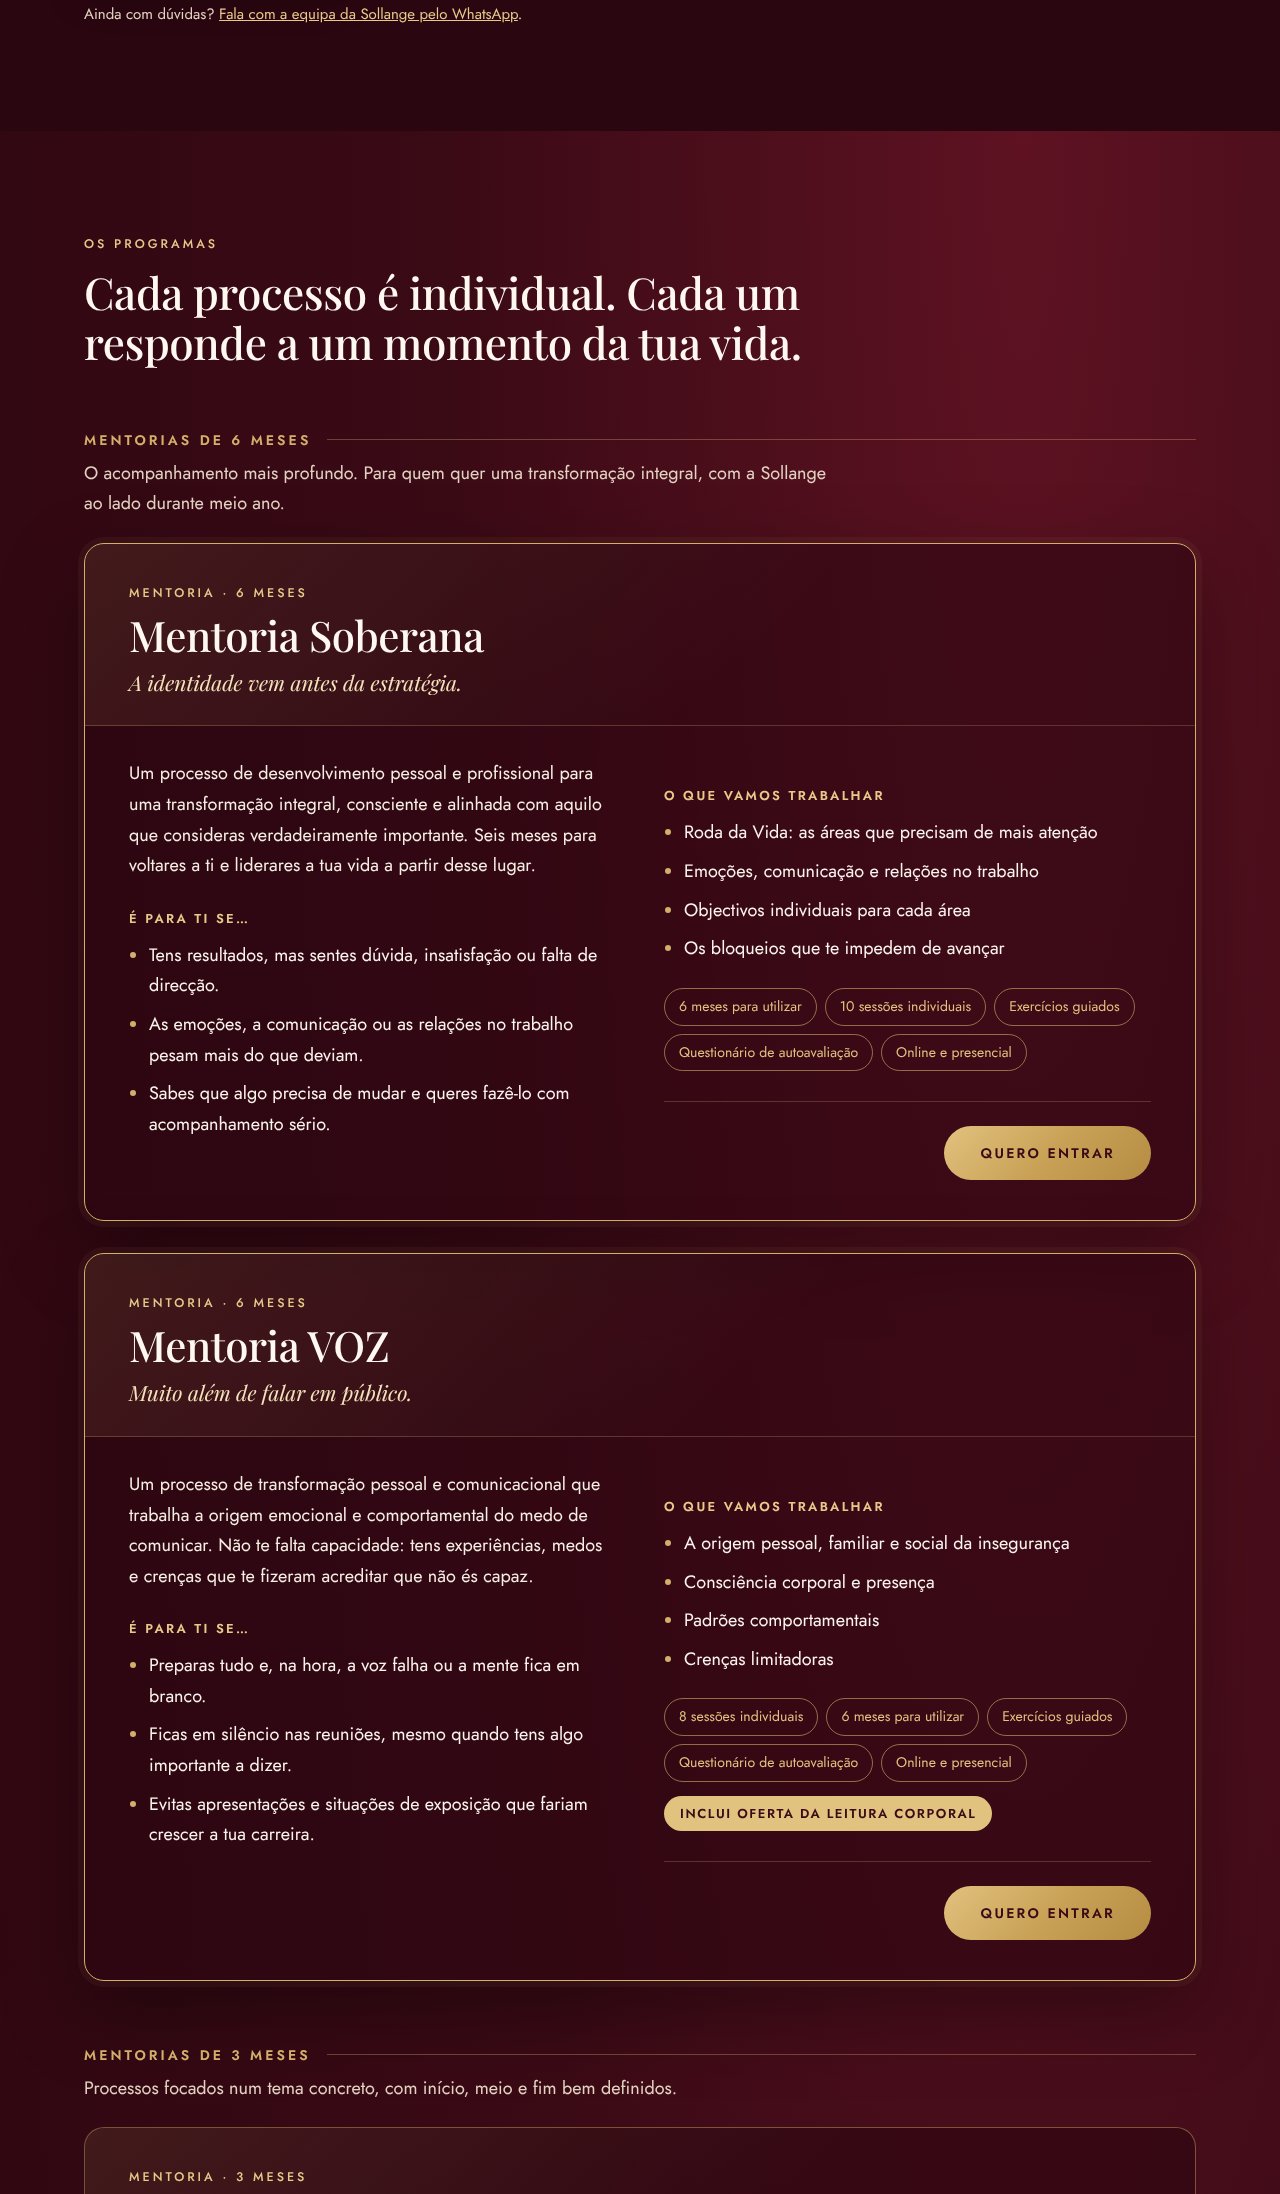 Ainda com dúvidas? Fala com a equipa da Sollange pelo WhatsApp.
OS PROGRAMAS
Cada processo é individual. Cada um
responde a um momento da tua vida.
MENTORIAS DE 6 MESES
O acompanhamento mais profundo. Para quem quer uma transformação integral, com a Sollange
ao lado durante meio ano.
MENTORIA · 6 MESES
Mentoria Soberana
A identidade vem antes da estratégia.
Um processo de desenvolvimento pessoal e profissional para
uma transformação integral, consciente e alinhada com aquilo
que consideras verdadeiramente importante. Seis meses para
voltares a ti e liderares a tua vida a partir desse lugar.
É PARA TI SE…
Tens resultados, mas sentes dúvida, insatisfação ou falta de
direcção.
As emoções, a comunicação ou as relações no trabalho
pesam mais do que deviam.
Sabes que algo precisa de mudar e queres fazê-lo com
acompanhamento sério.
O QUE VAMOS TRABALHAR
Roda da Vida: as áreas que precisam de mais atenção
Emoções, comunicação e relações no trabalho
Objectivos individuais para cada área
Os bloqueios que te impedem de avançar
6 meses para utilizar
10 sessões individuais
Exercícios guiados
Questionário de autoavaliação
Online e presencial
QUERO ENTRAR
MENTORIA · 6 MESES
Mentoria VOZ
Muito além de falar em público.
Um processo de transformação pessoal e comunicacional que
trabalha a origem emocional e comportamental do medo de
comunicar. Não te falta capacidade: tens experiências, medos
e crenças que te fizeram acreditar que não és capaz.
É PARA TI SE…
Preparas tudo e, na hora, a voz falha ou a mente fica em
branco.
Ficas em silêncio nas reuniões, mesmo quando tens algo
importante a dizer.
Evitas apresentações e situações de exposição que fariam
crescer a tua carreira.
O QUE VAMOS TRABALHAR
A origem pessoal, familiar e social da insegurança
Consciência corporal e presença
Padrões comportamentais
Crenças limitadoras
8 sessões individuais
6 meses para utilizar
Exercícios guiados
Questionário de autoavaliação
Online e presencial
INCLUI OFERTA DA LEITURA CORPORAL
QUERO ENTRAR
MENTORIAS DE 3 MESES
Processos focados num tema concreto, com início, meio e fim bem definidos.
MENTORIA · 3 MESES